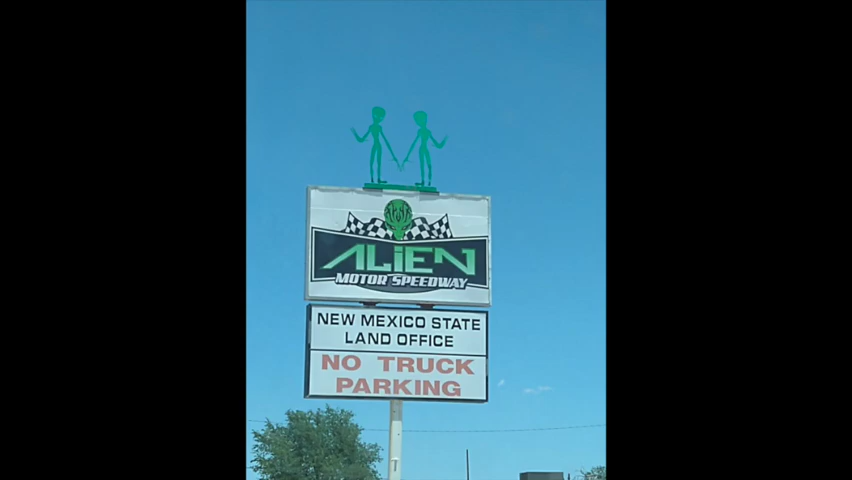 ALiEN
MOTOR SPEEDWAY
NEW MEXICO STATE
LAND OFFICE
NO TRUCK
PARKING